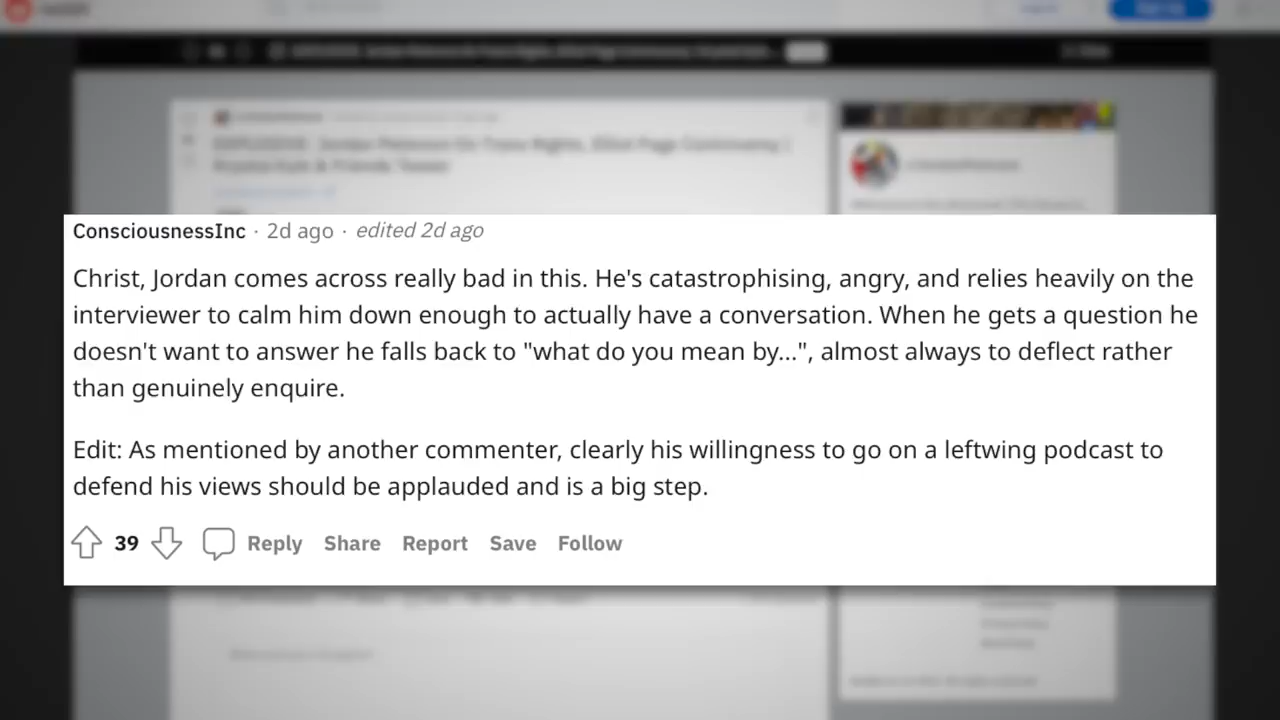 ConsciousnessInc · 2d ago · edited 2d ago
Christ, Jordan comes across really bad in this. He's catastrophising, angry, and relies heavily on the
interviewer to calm him down enough to actually have a conversation. When he gets a question he
doesn't want to answer he falls back to "what do you mean by...", almost always to deflect rather
than genuinely enquire.
Edit: As mentioned by another commenter, clearly his willingness to go on a leftwing podcast to
defend his views should be applauded and is a big step.
39 Reply Share Report Save Follow